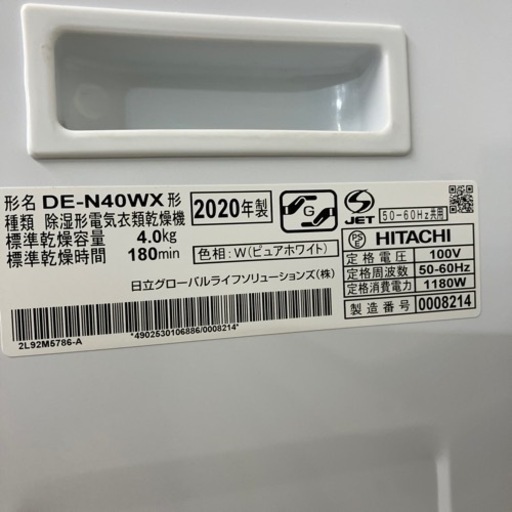 形名 DE-N40WX 形
種類 除湿形電気衣類乾燥機
標準乾燥容量 4.0kg
標準乾燥時間 180min
2020年製
G
S
JET
50-60Hz共用
色相:W(ピュアホワイト)
PS
E
HITACHI
定格電圧 100V
定格周波数 50-60Hz
定格消費電力 1180W
製造番号 0008214
日立グローバルライフソリューションズ(株)
*4902530106886/0008214*
2L92M5786-A